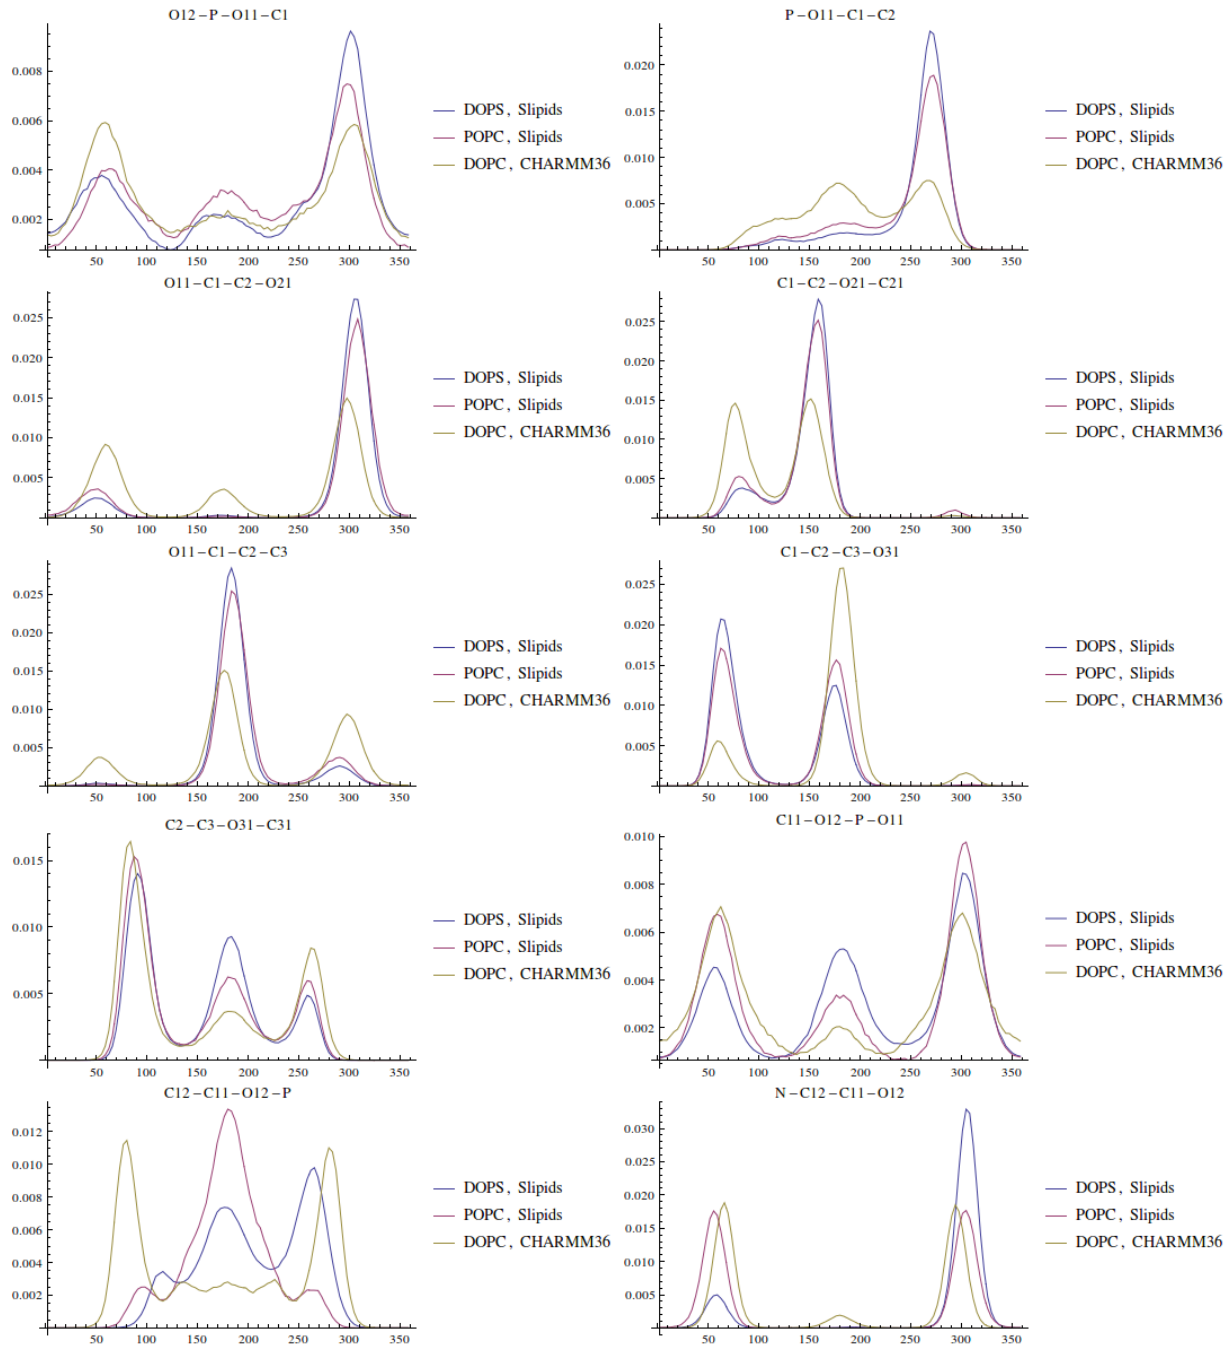 O12-P-O11-C1
0.008
0.006
0.004
0.002
50 100 150 200 250 300 350
DOPS, Slipids
POPC, Slipids
DOPC, CHARMM36
P-O11-C1-C2
0.020
0.015
0.010
0.005
50 100 150 200 250 300 350
DOPS, Slipids
POPC, Slipids
DOPC, CHARMM36
O11-C1-C2-O21
0.025
0.020
0.015
0.010
0.005
50 100 150 200 250 300 350
DOPS, Slipids
POPC, Slipids
DOPC, CHARMM36
C1-C2-O21-C21
0.025
0.020
0.015
0.010
0.005
50 100 150 200 250 300 350
DOPS, Slipids
POPC, Slipids
DOPC, CHARMM36
O11-C1-C2-C3
0.025
0.020
0.015
0.010
0.005
50 100 150 200 250 300 350
DOPS, Slipids
POPC, Slipids
DOPC, CHARMM36
C1-C2-C3-O31
0.025
0.020
0.015
0.010
0.005
50 100 150 200 250 300 350
DOPS, Slipids
POPC, Slipids
DOPC, CHARMM36
C2-C3-O31-C31
0.015
0.010
0.005
50 100 150 200 250 300 350
DOPS, Slipids
POPC, Slipids
DOPC, CHARMM36
C11-O12-P-O11
0.010
0.008
0.006
0.004
0.002
50 100 150 200 250 300 350
DOPS, Slipids
POPC, Slipids
DOPC, CHARMM36
C12-C11-O12-P
0.012
0.010
0.008
0.006
0.004
0.002
50 100 150 200 250 300 350
DOPS, Slipids
POPC, Slipids
DOPC, CHARMM36
N-C12-C11-O12
0.030
0.025
0.020
0.015
0.010
0.005
50 100 150 200 250 300 350
DOPS, Slipids
POPC, Slipids
DOPC, CHARMM36